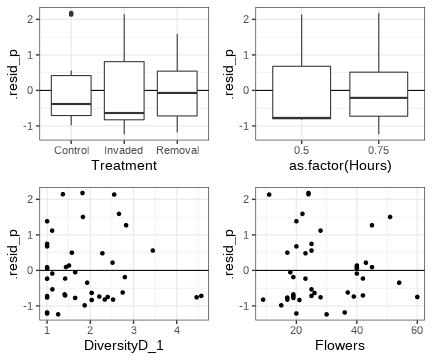 .resid_p
2
1
0
-1
Control Invaded Removal
Treatment
.resid_p
2
1
0
-1
0.5 0.75
as.factor(Hours)
.resid_p
2
1
0
-1
1 2 3 4
DiversityD_1
.resid_p
2
1
0
-1
20 40 60
Flowers